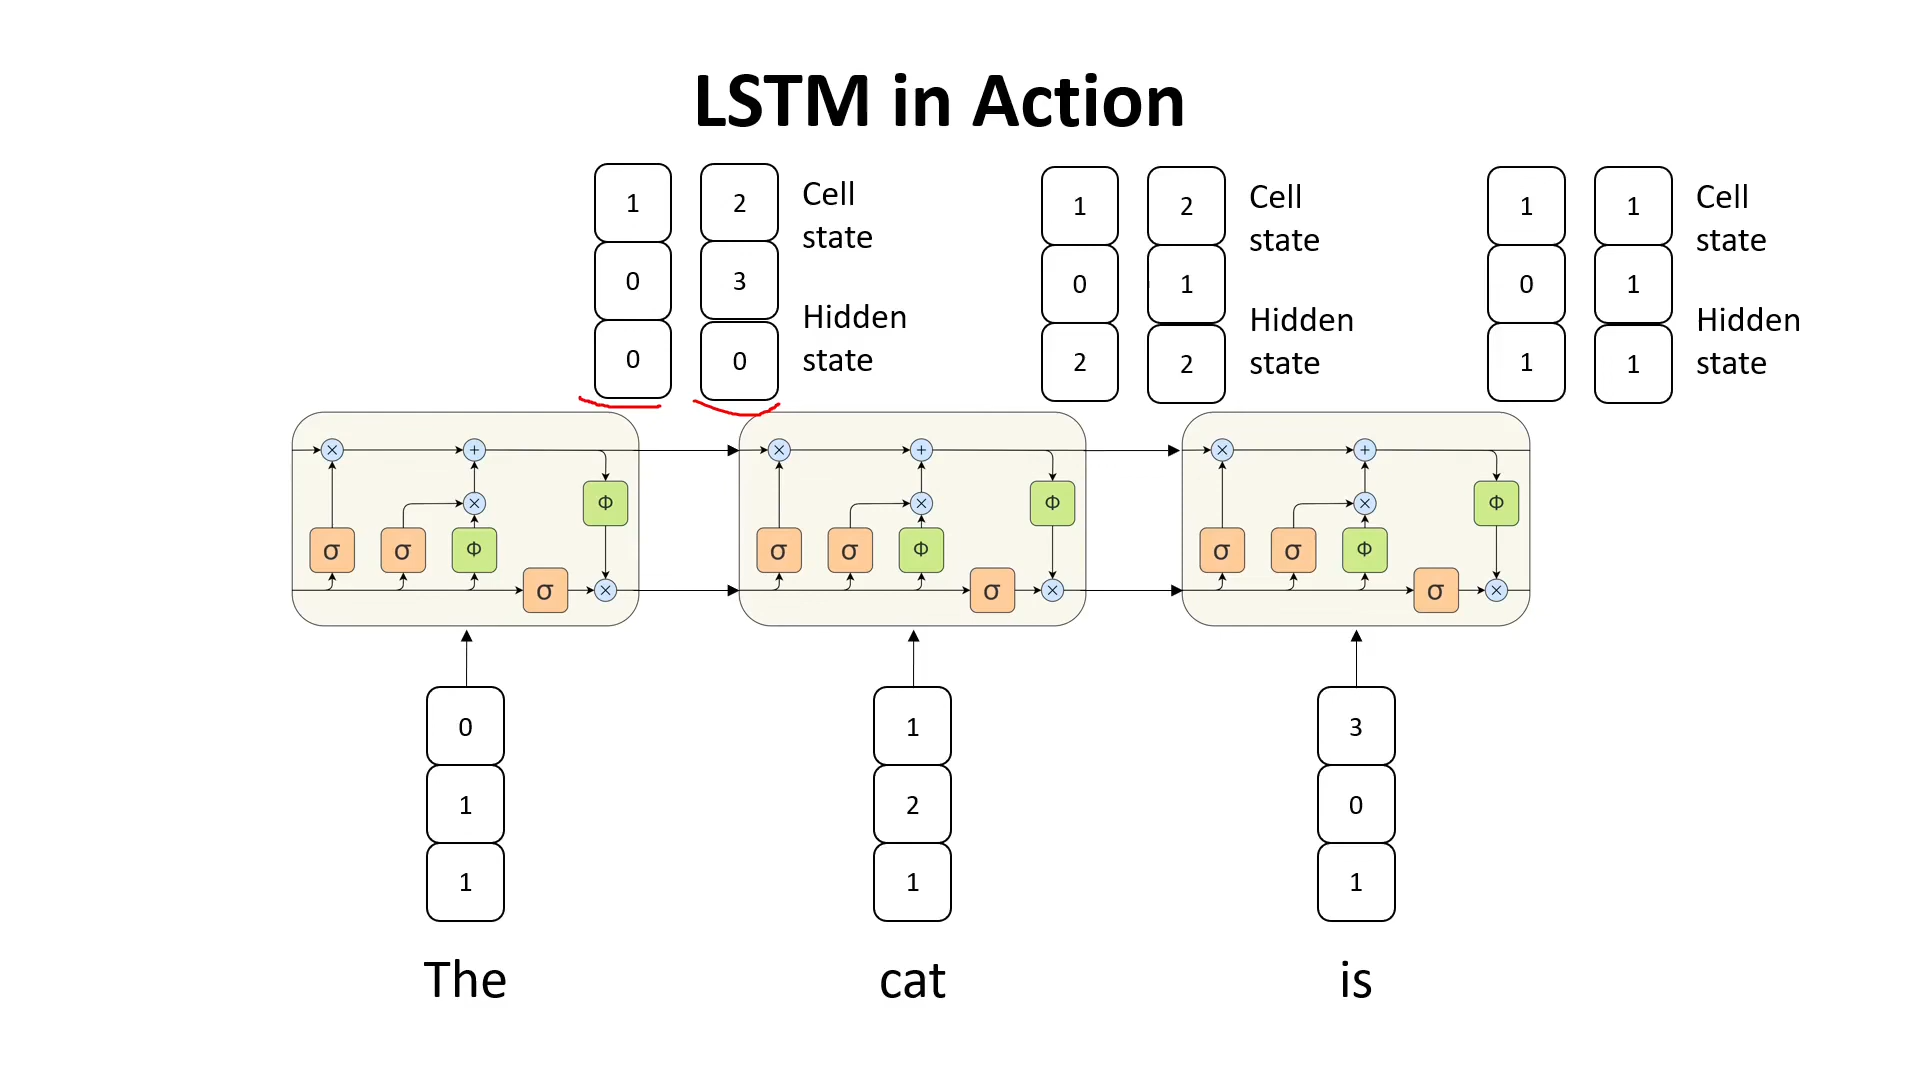 LSTM in Action
1 2 Cell
state
0 3
Hidden
0 0 state
1 2 Cell
state
0 1
Hidden
2 2 state
1 1 Cell
state
0 1
Hidden
1 1 state
× +
× Φ
σ σ Φ
σ ×
× +
× Φ
σ σ Φ
σ ×
× +
× Φ
σ σ Φ
σ ×
0
1
1
The
1
2
1
cat
3
0
1
is